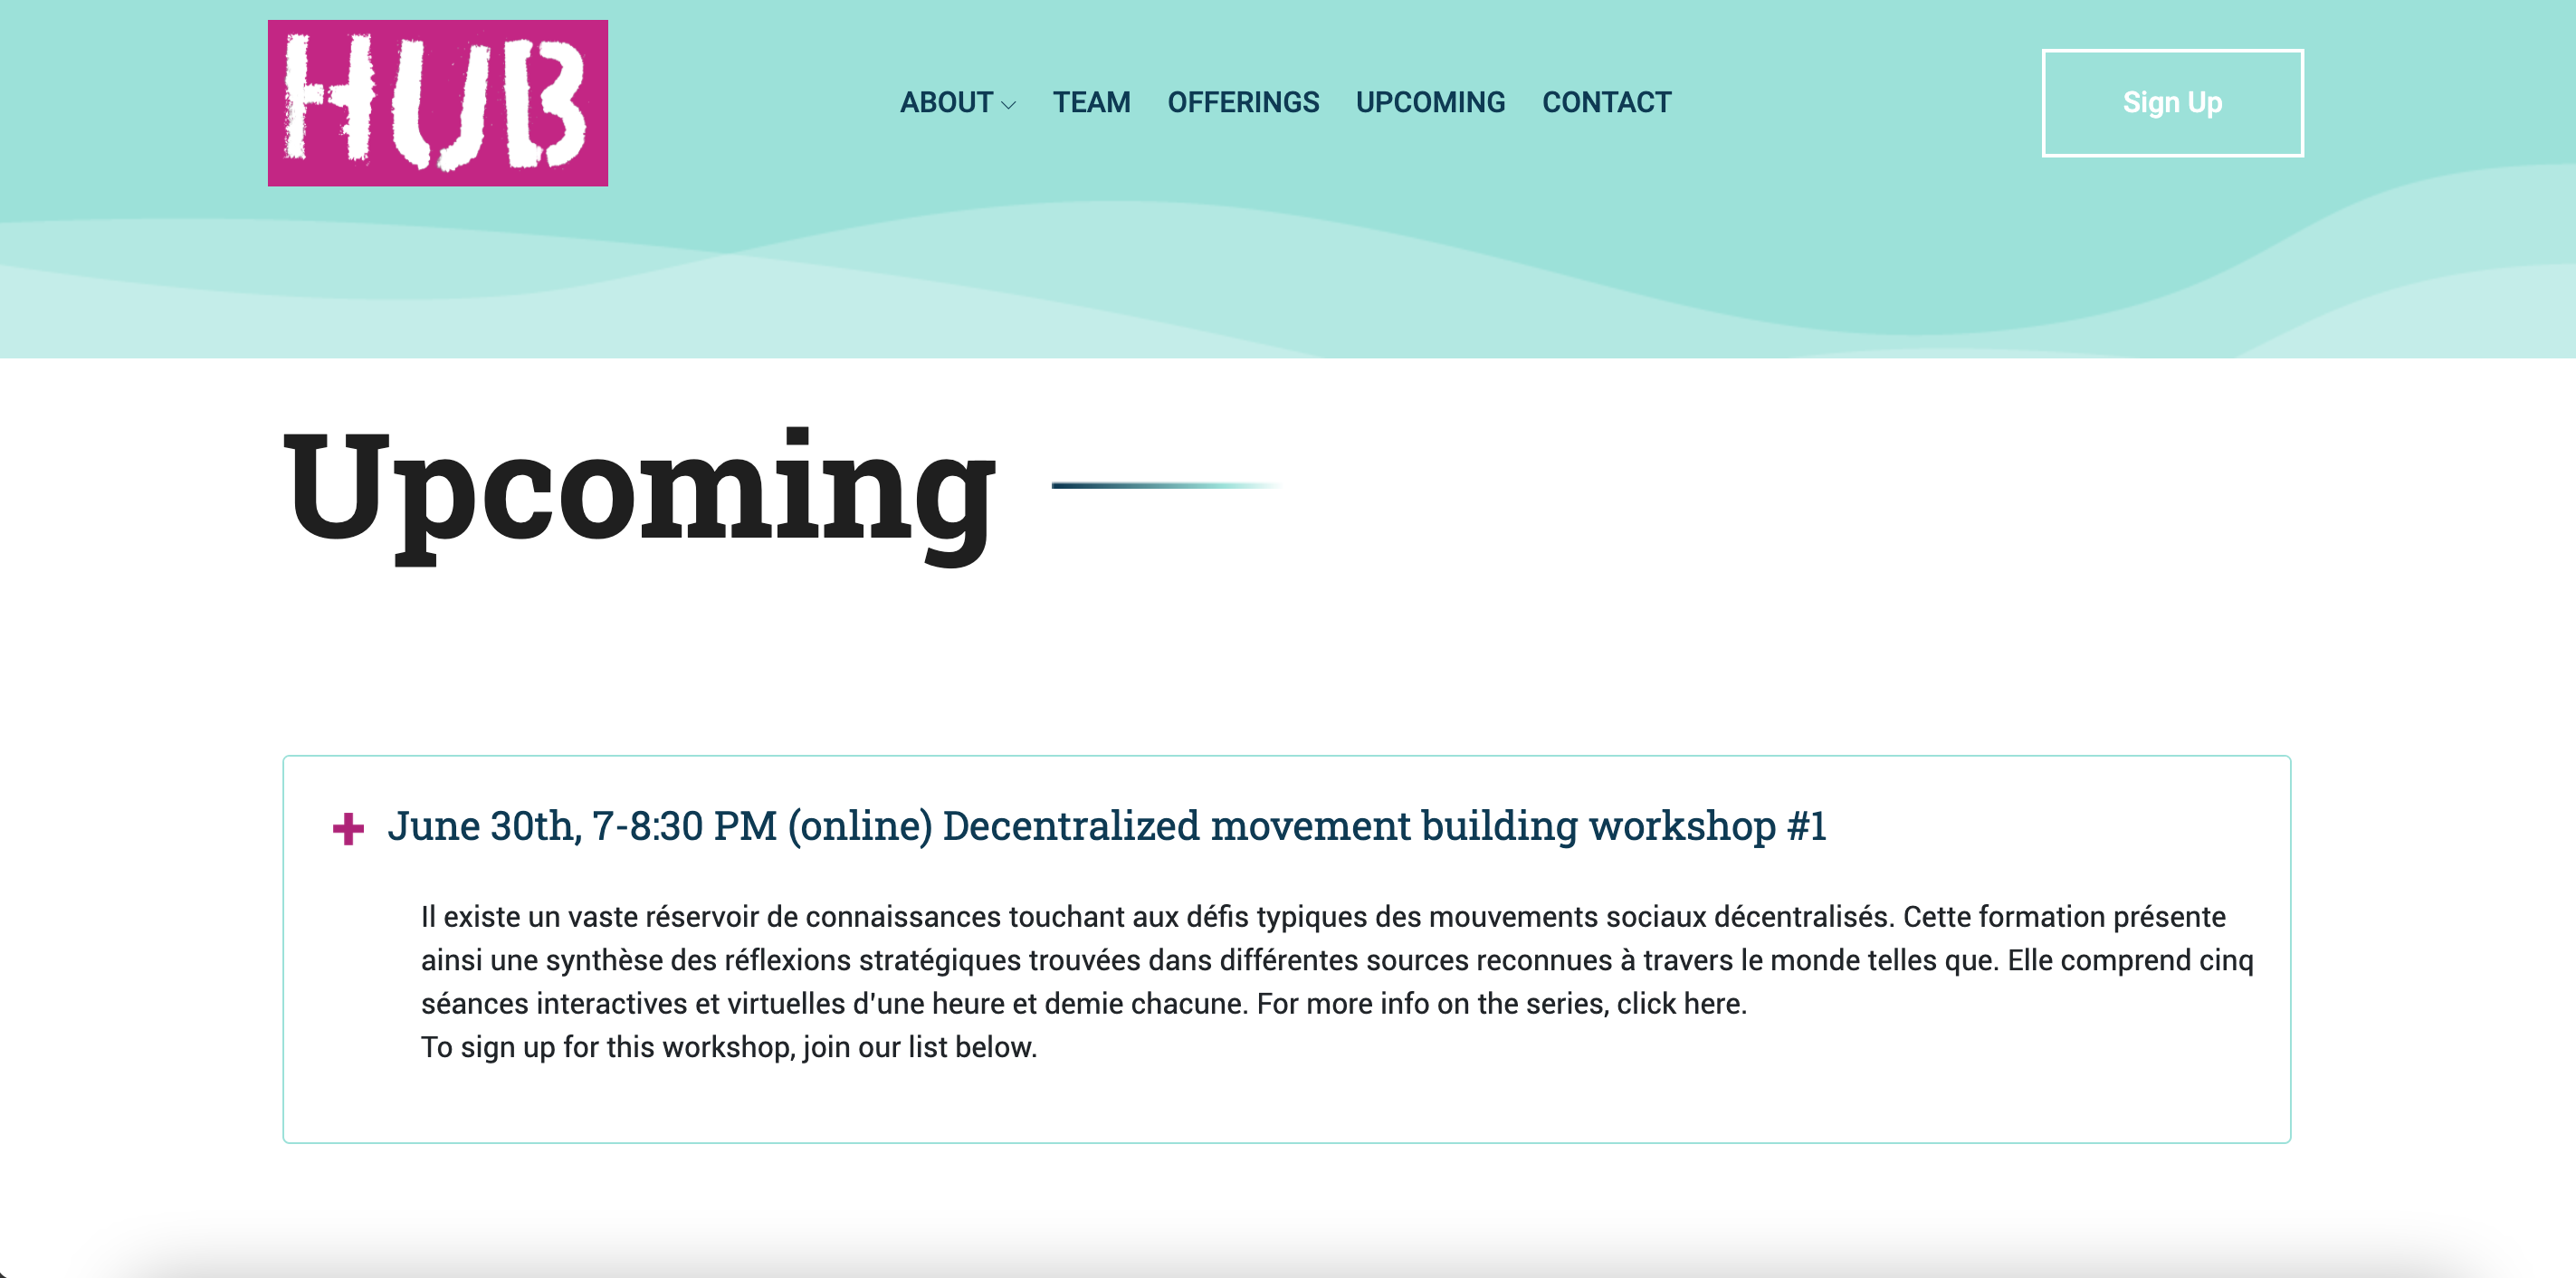 HUB
ABOUT
TEAM
OFFERINGS
UPCOMING
CONTACT
Sign Up
Upcoming
June 30th, 7-8:30 PM (online) Decentralized movement building workshop #1
Il existe un vaste réservoir de connaissances touchant aux défis typiques des mouvements sociaux décentralisés. Cette formation présente
ainsi une synthèse des réflexions stratégiques trouvées dans différentes sources reconnues à travers le monde telles que. Elle comprend cinq
séances interactives et virtuelles d'une heure et demie chacune. For more info on the series, click here.
To sign up for this workshop, join our list below.